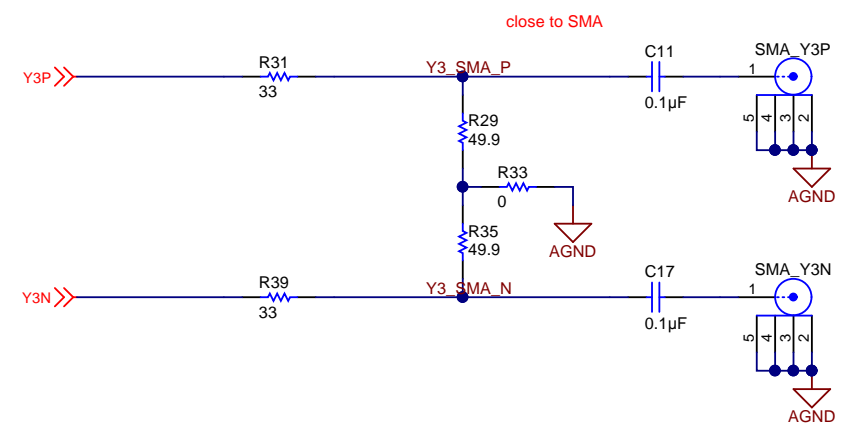 close to SMA
Y3P
R31
33
Y3_SMA_P
C11
0.1µF
SMA_Y3P
1
5
4
3
2
AGND
R29
49.9
R33
0
AGND
R35
49.9
Y3N
R39
33
Y3_SMA_N
C17
0.1µF
SMA_Y3N
1
5
4
3
2
AGND